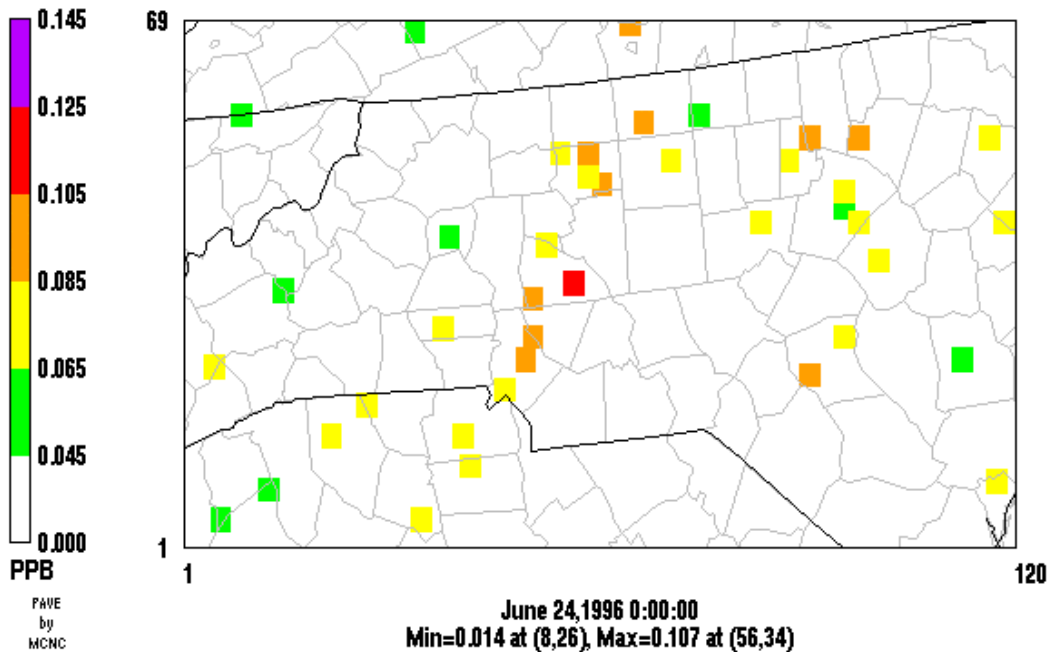 0.145
0.125
0.105
0.085
0.065
0.045
0.000
PPB
PAVE
by
MCNC
69
1
1
120
June 24,1996 0:00:00
Min=0.014 at (8,26), Max=0.107 at (56,34)